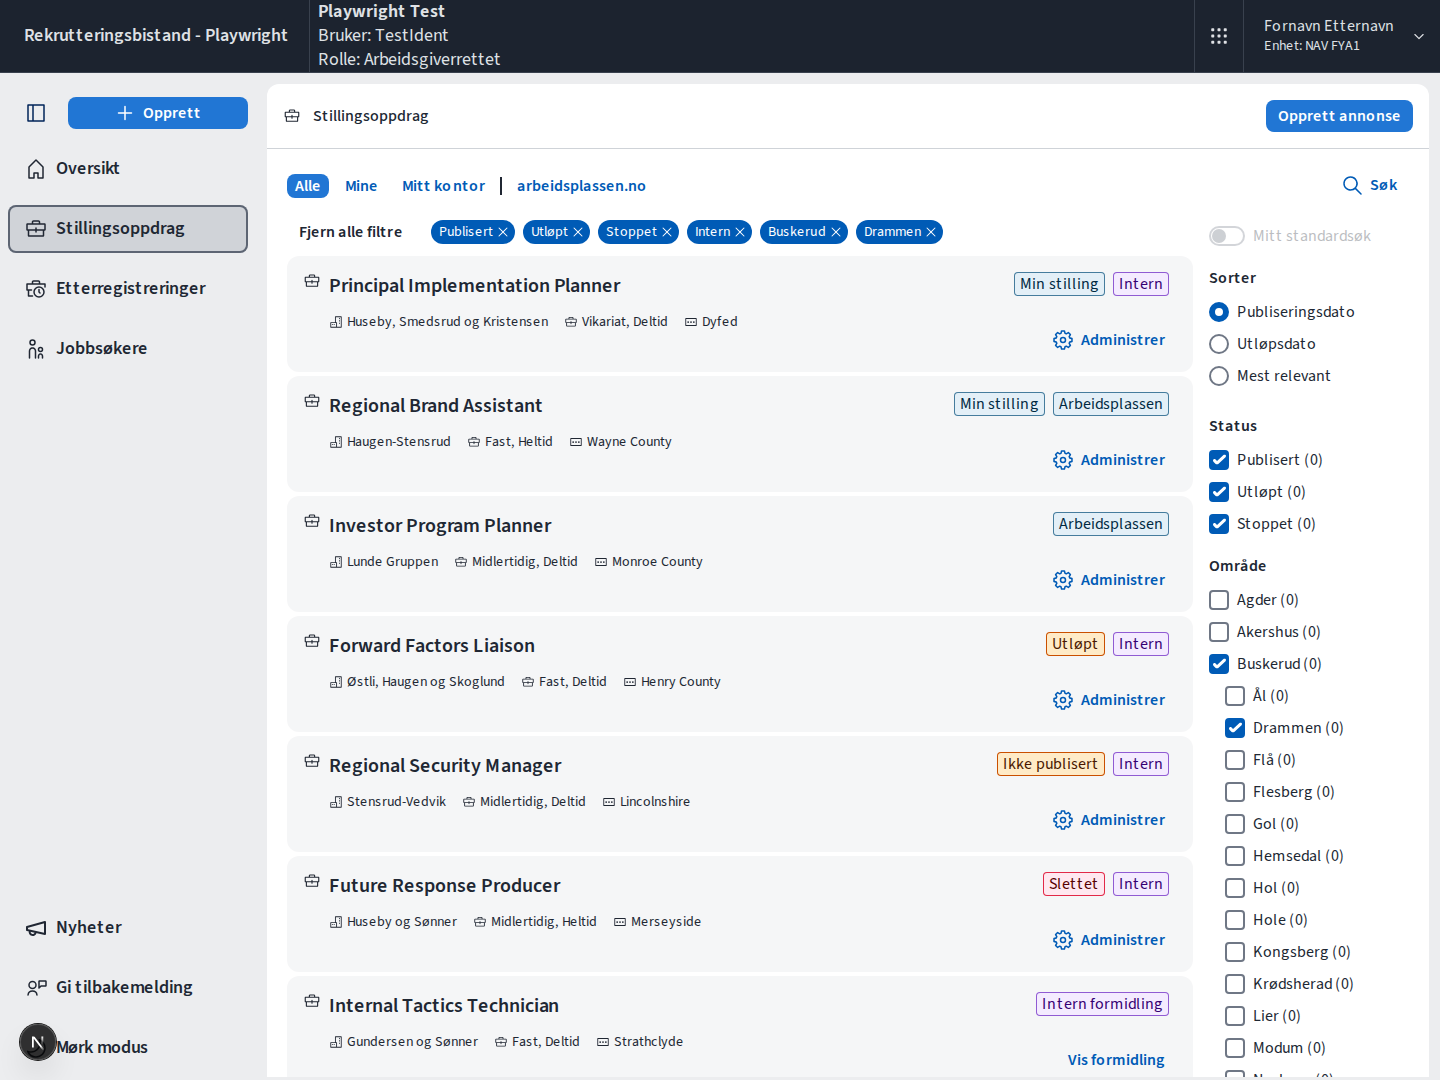 Rekrutteringsbistand - Playwright
Playwright Test
Bruker: TestIdent
Rolle: Arbeidsgiverrettet
Fornavn Etternavn
Enhet: NAV FYA1
Opprett
Oversikt
Stillingsoppdrag
Etterregistreringer
Jobbsøkere
Nyheter
Gi tilbakemelding
N
Mørk modus
Stillingsoppdrag
Opprett annonse
Alle Mine Mitt kontor arbeidsplassen.no
Søk
Fjern alle filtre Publisert Utløpt Stoppet Intern Buskerud Drammen
Principal Implementation Planner
Min stilling Intern
Huseby, Smedsrud og Kristensen Vikariat, Deltid Dyfed
Administrer
Regional Brand Assistant
Min stilling Arbeidsplassen
Haugen-Stensrud Fast, Heltid Wayne County
Administrer
Investor Program Planner
Arbeidsplassen
Lunde Gruppen Midlertidig, Deltid Monroe County
Administrer
Forward Factors Liaison
Utløpt Intern
Østli, Haugen og Skoglund Fast, Deltid Henry County
Administrer
Regional Security Manager
Ikke publisert Intern
Stensrud-Vedvik Midlertidig, Deltid Lincolnshire
Administrer
Future Response Producer
Slettet Intern
Huseby og Sønner Midlertidig, Heltid Merseyside
Administrer
Internal Tactics Technician
Intern formidling
Gundersen og Sønner Fast, Deltid Strathclyde
Vis formidling
Mitt standardsøk
Sorter
Publiseringsdato
Utløpsdato
Mest relevant
Status
Publisert (0)
Utløpt (0)
Stoppet (0)
Område
Agder (0)
Akershus (0)
Buskerud (0)
Ål (0)
Drammen (0)
Flå (0)
Flesberg (0)
Gol (0)
Hemsedal (0)
Hol (0)
Hole (0)
Kongsberg (0)
Krødsherad (0)
Lier (0)
Modum (0)